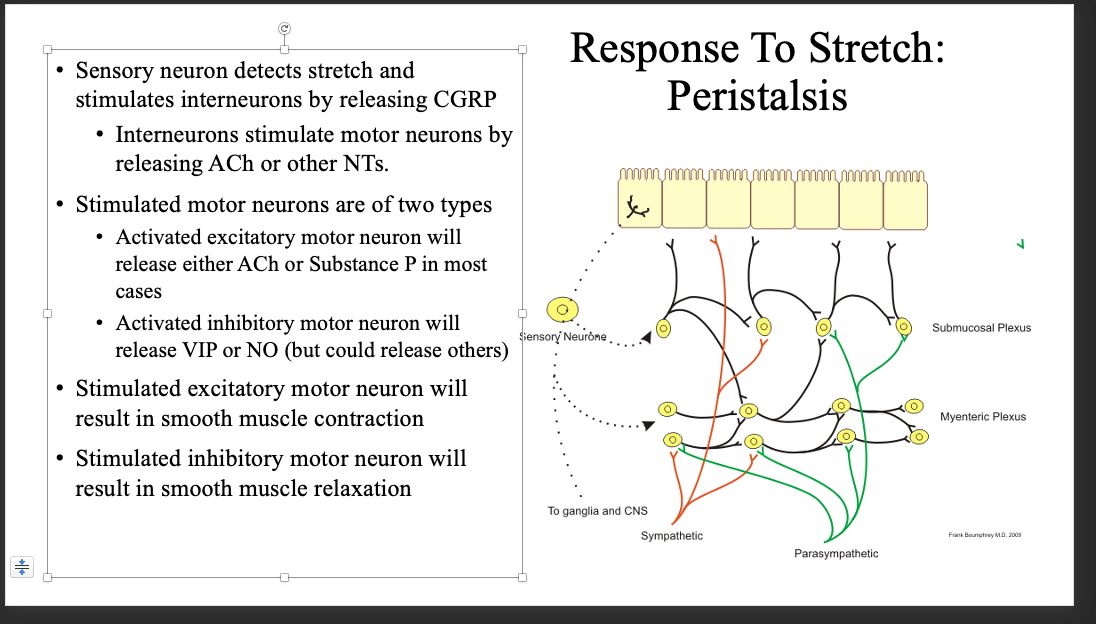 Response To Stretch:
Peristalsis
• Sensory neuron detects stretch and
stimulates interneurons by releasing CGRP
• Interneurons stimulate motor neurons by
releasing ACh or other NTs.
• Stimulated motor neurons are of two types
• Activated excitatory motor neuron will
release either ACh or Substance P in most
cases
• Activated inhibitory motor neuron will
release VIP or NO (but could release others)
• Stimulated excitatory motor neuron will
result in smooth muscle contraction
• Stimulated inhibitory motor neuron will
result in smooth muscle relaxation
Sensory Neurone
Submucosal Plexus
Myenteric Plexus
To ganglia and CNS
Sympathetic
Parasympathetic
Frank Boumphrey M.D. 2009